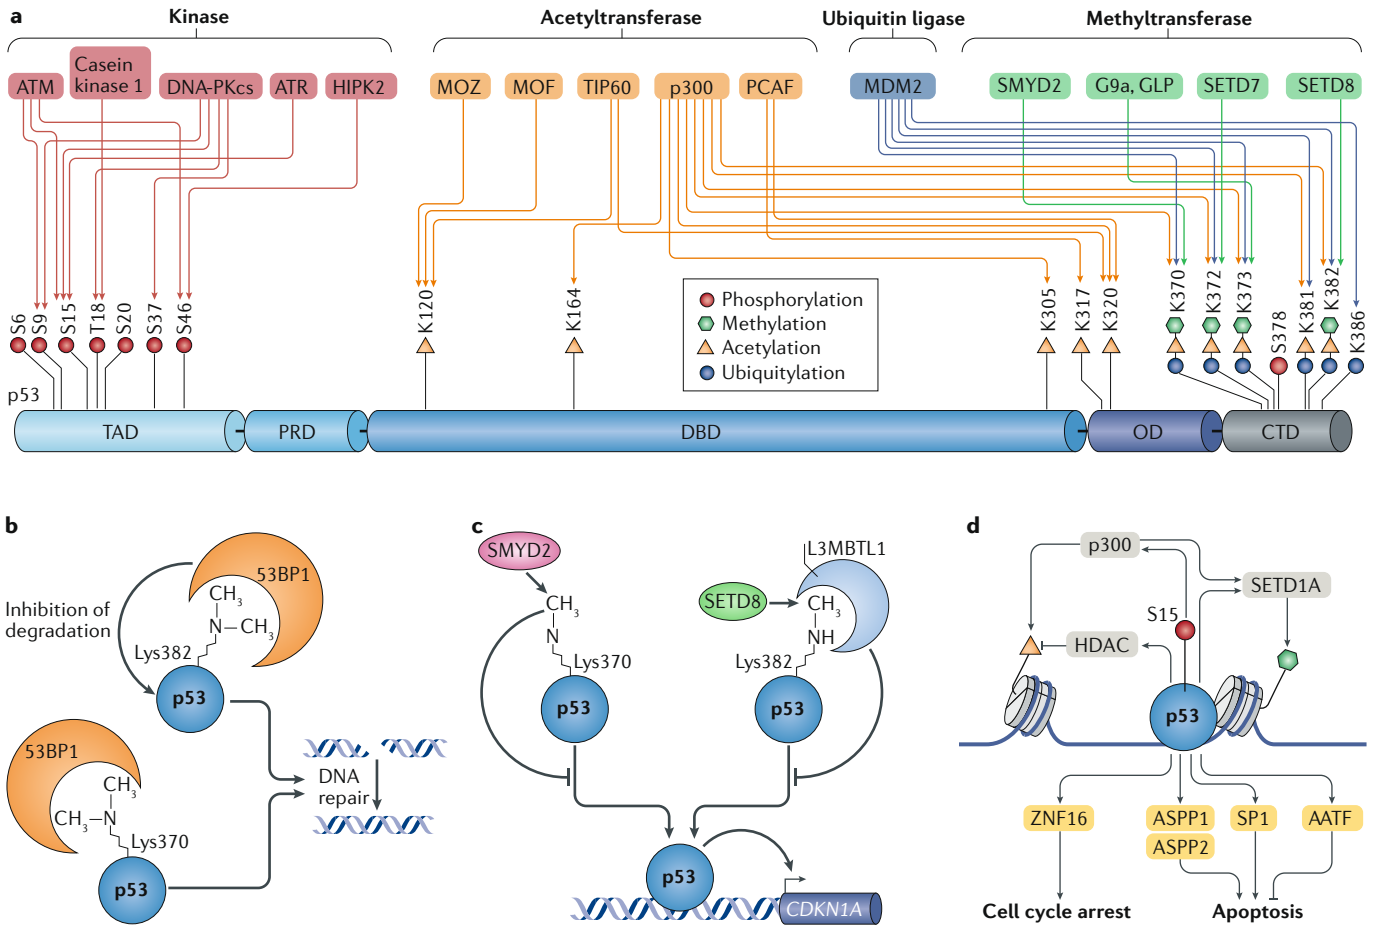 a
Kinase
Acetyltransferase
Ubiquitin ligase
Methyltransferase
ATM
Casein
kinase 1
DNA-PKcs
ATR
HIPK2
MOZ
MOF
TIP60
p300
PCAF
MDM2
SMYD2
G9a, GLP
SETD7
SETD8
S6
S9
S15
T18
S20
S37
S46
K120
K164
K305
K317
K320
K370
K372
K373
S378
K381
K382
K386
Phosphorylation
Methylation
Acetylation
Ubiquitylation
p53
TAD
PRD
DBD
OD
CTD
b
53BP1
Inhibition of
degradation
CH3
N–CH3
Lys382
p53
53BP1
CH3
CH3–N
Lys370
p53
DNA
repair
c
SMYD2
CH3
N
Lys370
p53
L3MBTL1
SETD8
CH3
NH
Lys382
p53
p53
CDKN1A
d
p300
SETD1A
S15
HDAC
p53
ZNF16
ASPP1
ASPP2
SP1
AATF
Cell cycle arrest
Apoptosis